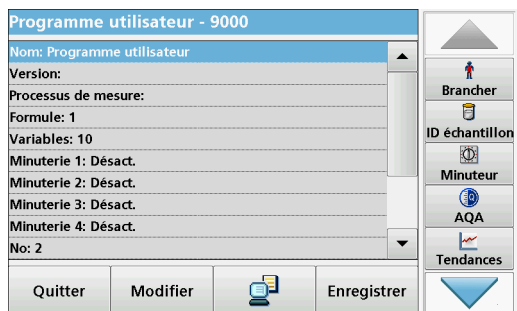 Programme utilisateur - 9000
Nom: Programme utilisateur
Version:
Processus de mesure:
Formule: 1
Variables: 10
Minuterie 1: Désact.
Minuterie 2: Désact.
Minuterie 3: Désact.
Minuterie 4: Désact.
No: 2
Quitter
Modifier
Enregistrer
Brancher
ID échantillon
Minuteur
AQA
Tendances